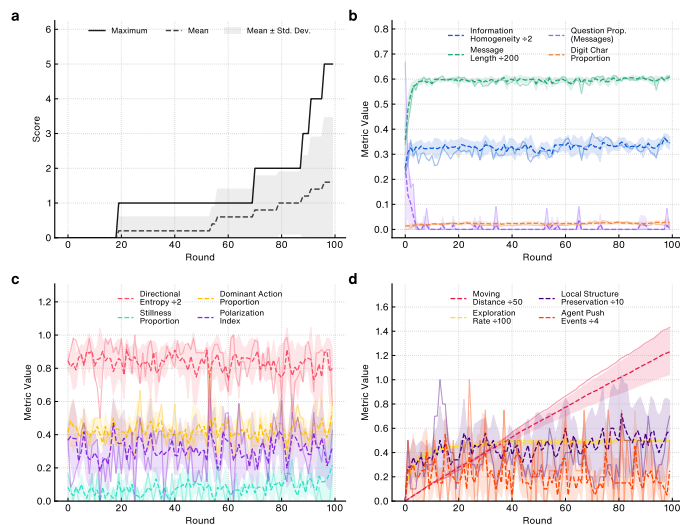 a
Maximum
Mean
Mean ± Std. Dev.
6
5
4
3
2
1
0
Score
0
20
40
60
80
100
Round
b
Information
Homogeneity ÷2
Message
Length ÷200
Question Prop.
(Messages)
Digit Char
Proportion
0.8
0.7
0.6
0.5
0.4
0.3
0.2
0.1
0.0
Metric Value
0
20
40
60
80
100
Round
c
Directional
Entropy ÷2
Stillness
Proportion
Dominant Action
Proportion
Polarization
Index
1.2
1.0
0.8
0.6
0.4
0.2
0.0
Metric Value
0
20
40
60
80
100
Round
d
Moving
Distance ÷50
Exploration
Rate ÷100
Local Structure
Preservation ÷10
Agent Push
Events ÷4
1.6
1.4
1.2
1.0
0.8
0.6
0.4
0.2
0.0
Metric Value
0
20
40
60
80
100
Round